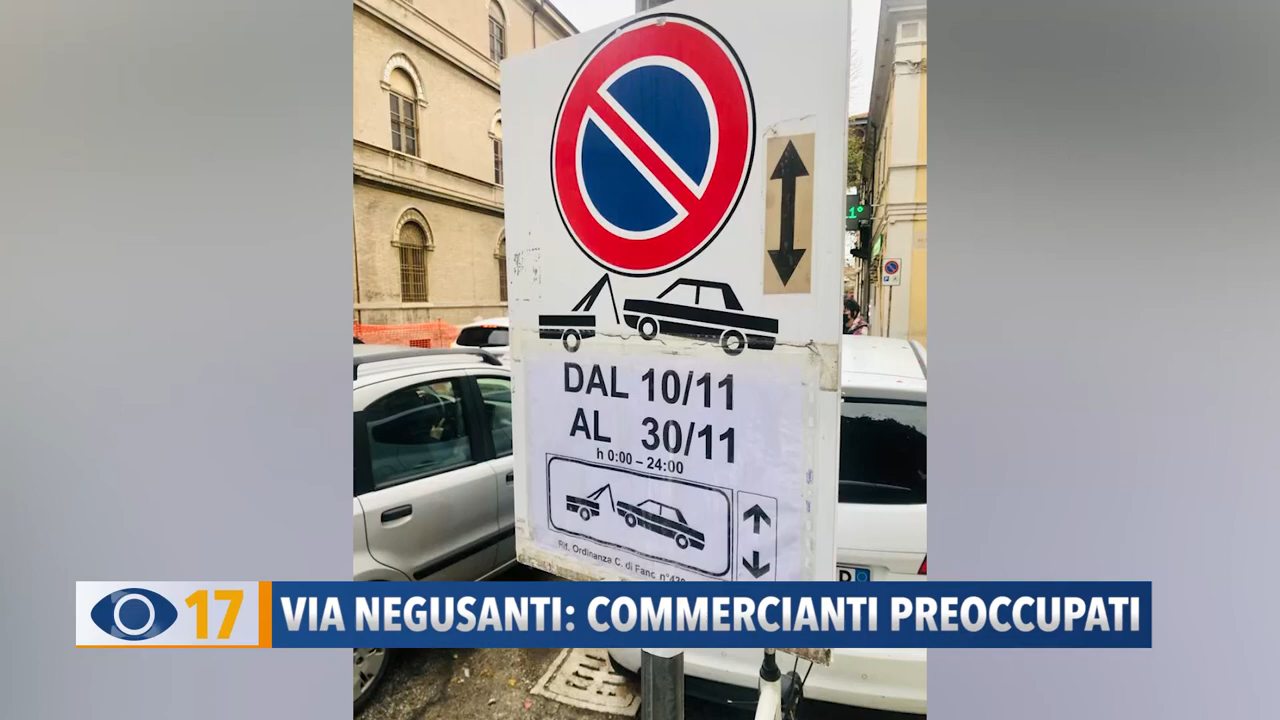 1°
DAL 10/11
AL 30/11
h 0:00 – 24:00
Rif. Ordinanza C. di Fano
17
VIA NEGUSANTI: COMMERCIANTI PREOCCUPATI